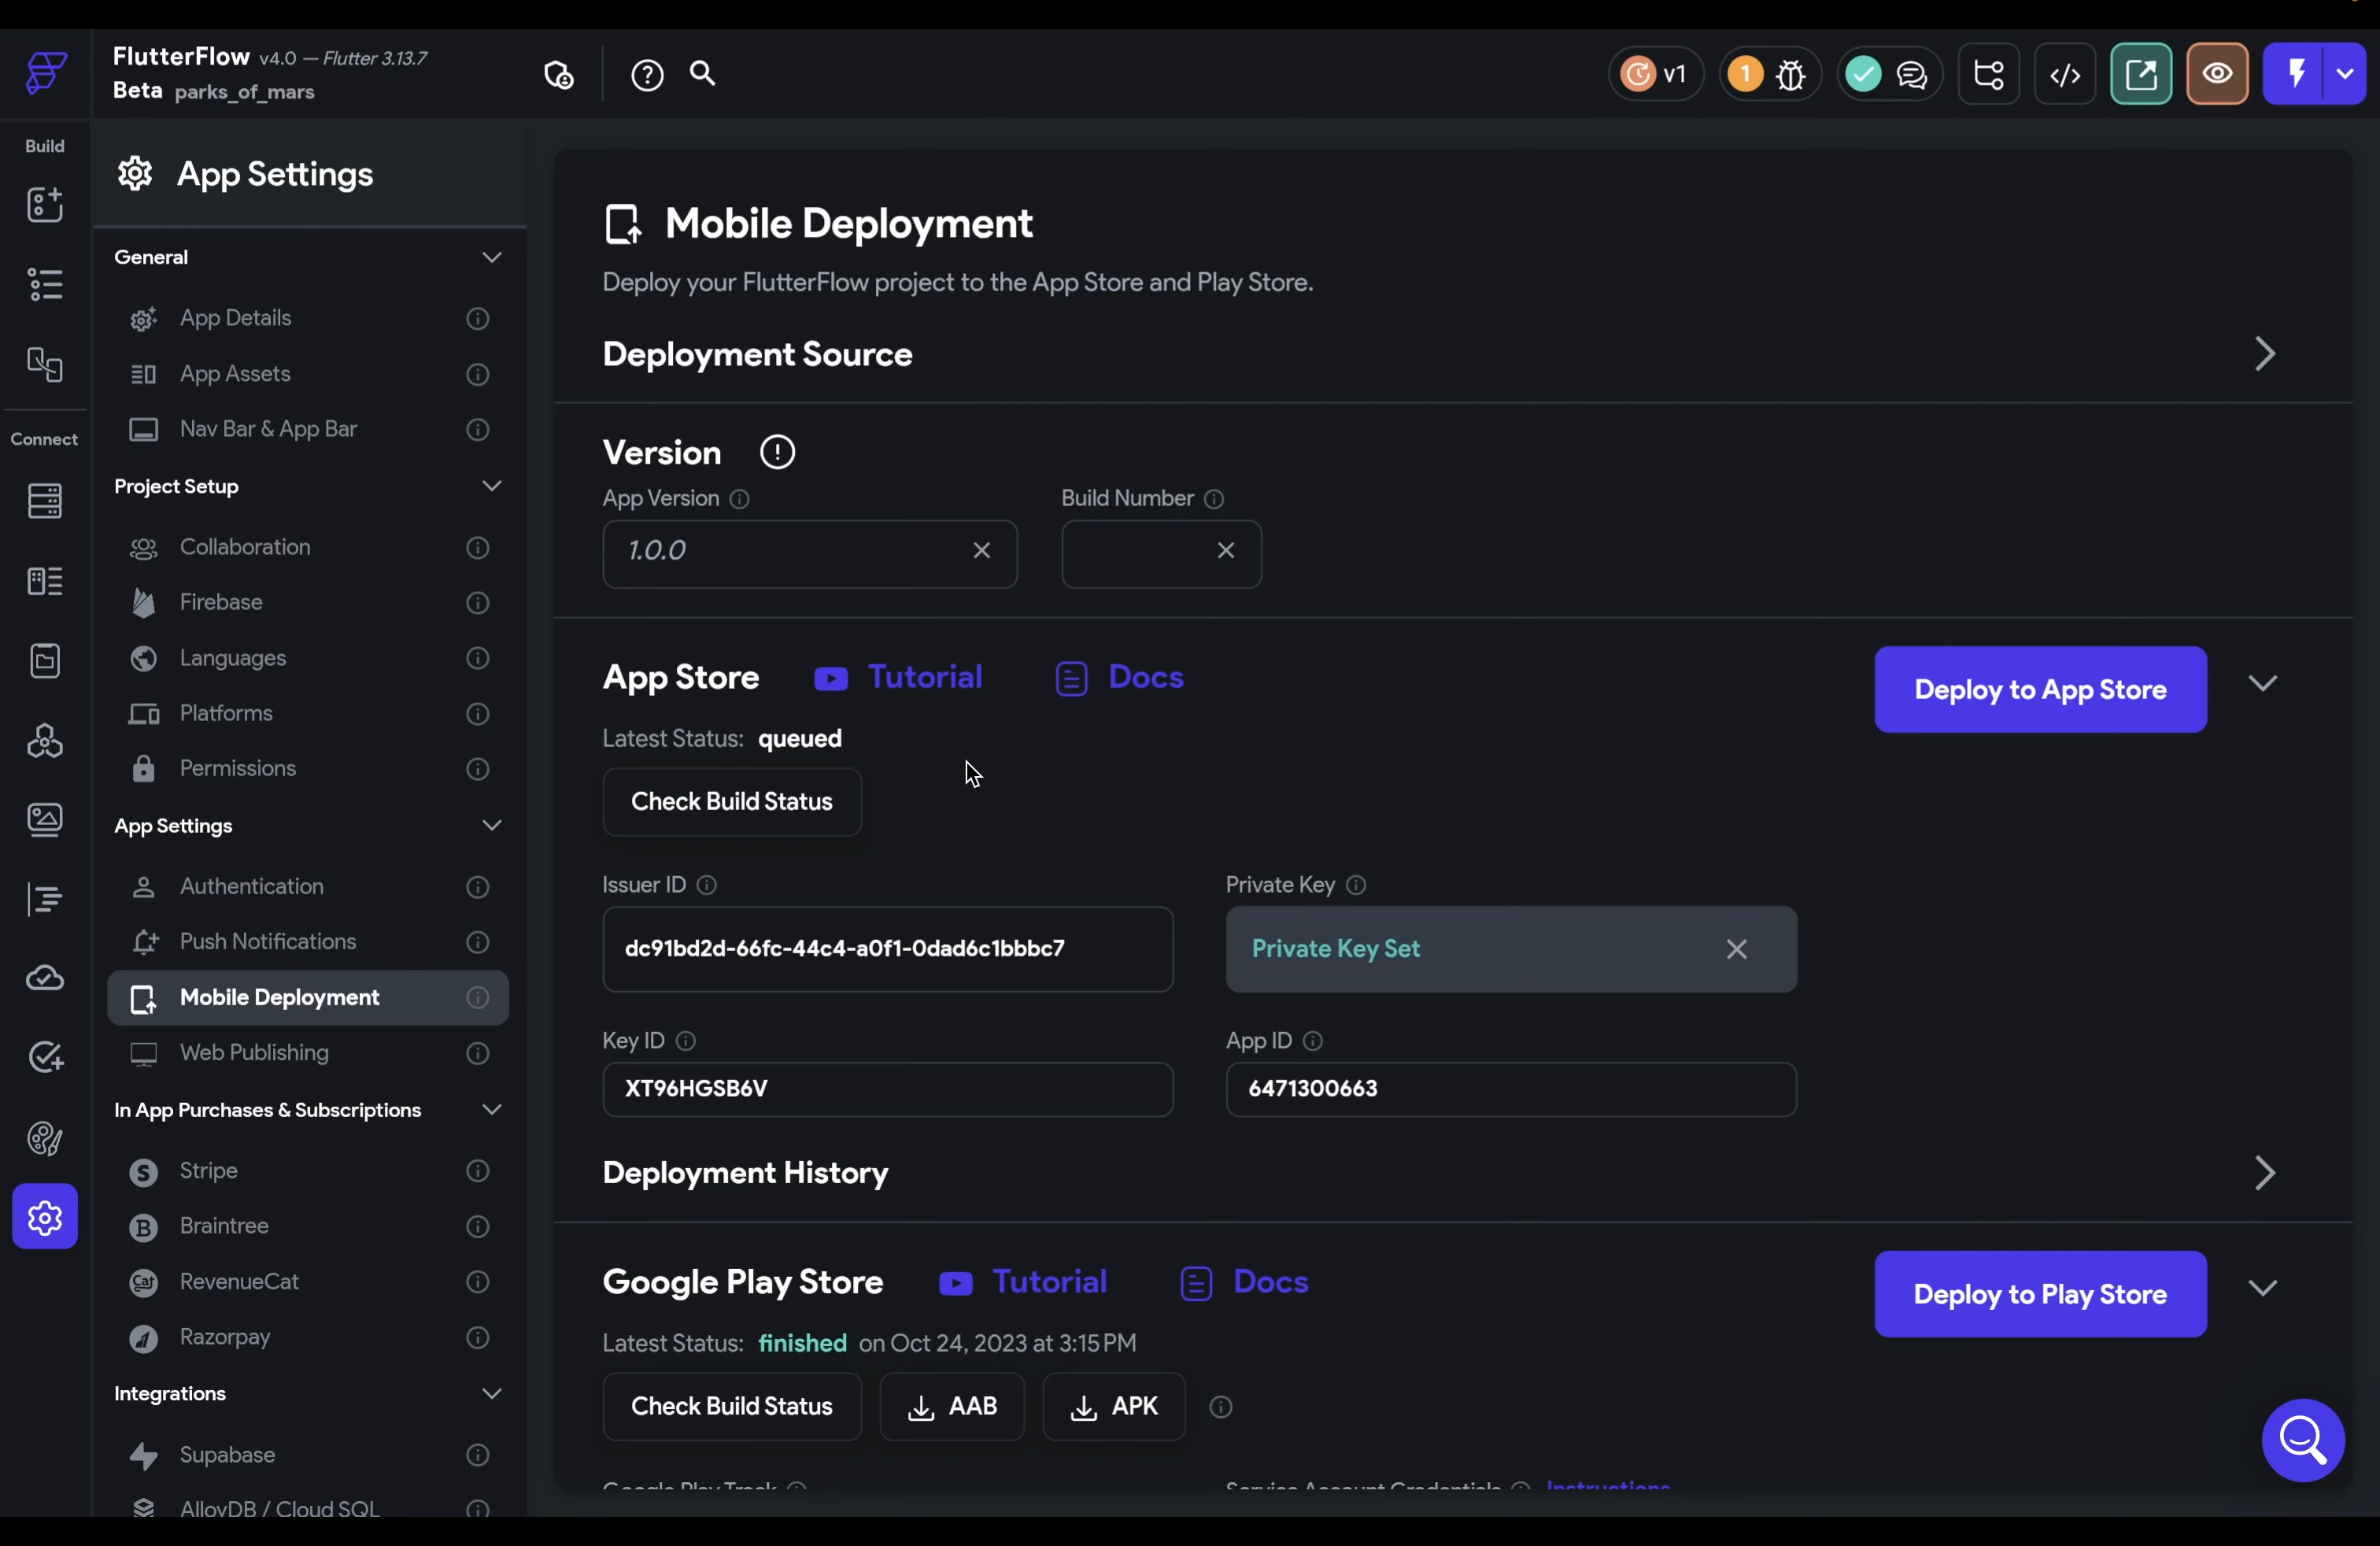 FlutterFlow v4.0 — Flutter 3.13.7
Beta parks_of_mars
v1
1
Build
Connect
App Settings
General
App Details
App Assets
Nav Bar & App Bar
Project Setup
Collaboration
Firebase
Languages
Platforms
Permissions
App Settings
Authentication
Push Notifications
Mobile Deployment
Web Publishing
In App Purchases & Subscriptions
Stripe
Braintree
RevenueCat
Razorpay
Integrations
Supabase
AlloyDB / Cloud SQL
Mobile Deployment
Deploy your FlutterFlow project to the App Store and Play Store.
Deployment Source
Version
App Version
Build Number
1.0.0
App Store Tutorial Docs
Deploy to App Store
Latest Status: queued
Check Build Status
Issuer ID
Private Key
dc91bd2d-66fc-44c4-a0f1-0dad6c1bbbc7
Private Key Set
Key ID
App ID
XT96HGSB6V
6471300663
Deployment History
Google Play Store Tutorial Docs
Deploy to Play Store
Latest Status: finished on Oct 24, 2023 at 3:15 PM
Check Build Status
AAB
APK
Google Play Track
Service Account Credentials Instructions